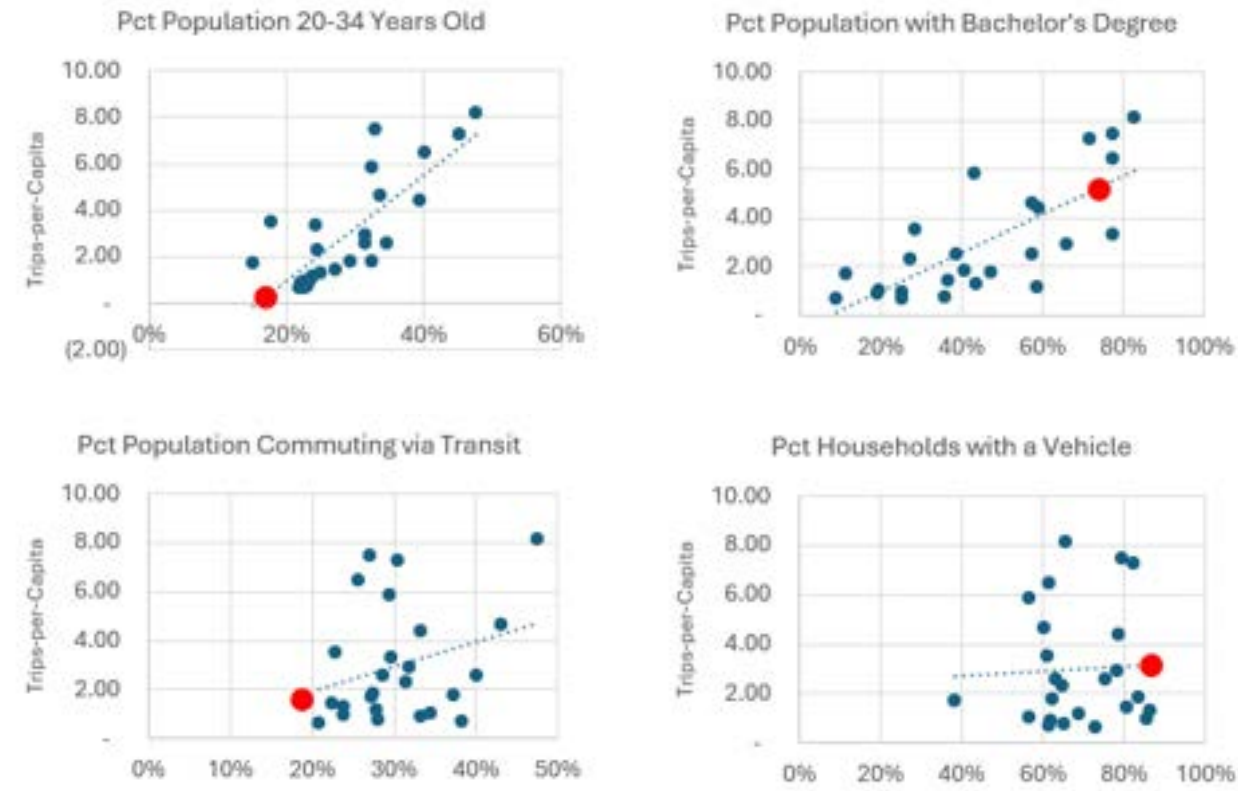 Pct Population 20-34 Years Old
10.00
8.00
6.00
4.00
2.00
-
(2.00)
Trips-per-Capita
0% 20% 40% 60%
Pct Population with Bachelor's Degree
10.00
8.00
6.00
4.00
2.00
-
Trips-per-Capita
0% 20% 40% 60% 80% 100%
Pct Population Commuting via Transit
10.00
8.00
6.00
4.00
2.00
-
Trips-per-Capita
0% 10% 20% 30% 40% 50%
Pct Households with a Vehicle
10.00
8.00
6.00
4.00
2.00
-
Trips-per-Capita
0% 20% 40% 60% 80% 100%